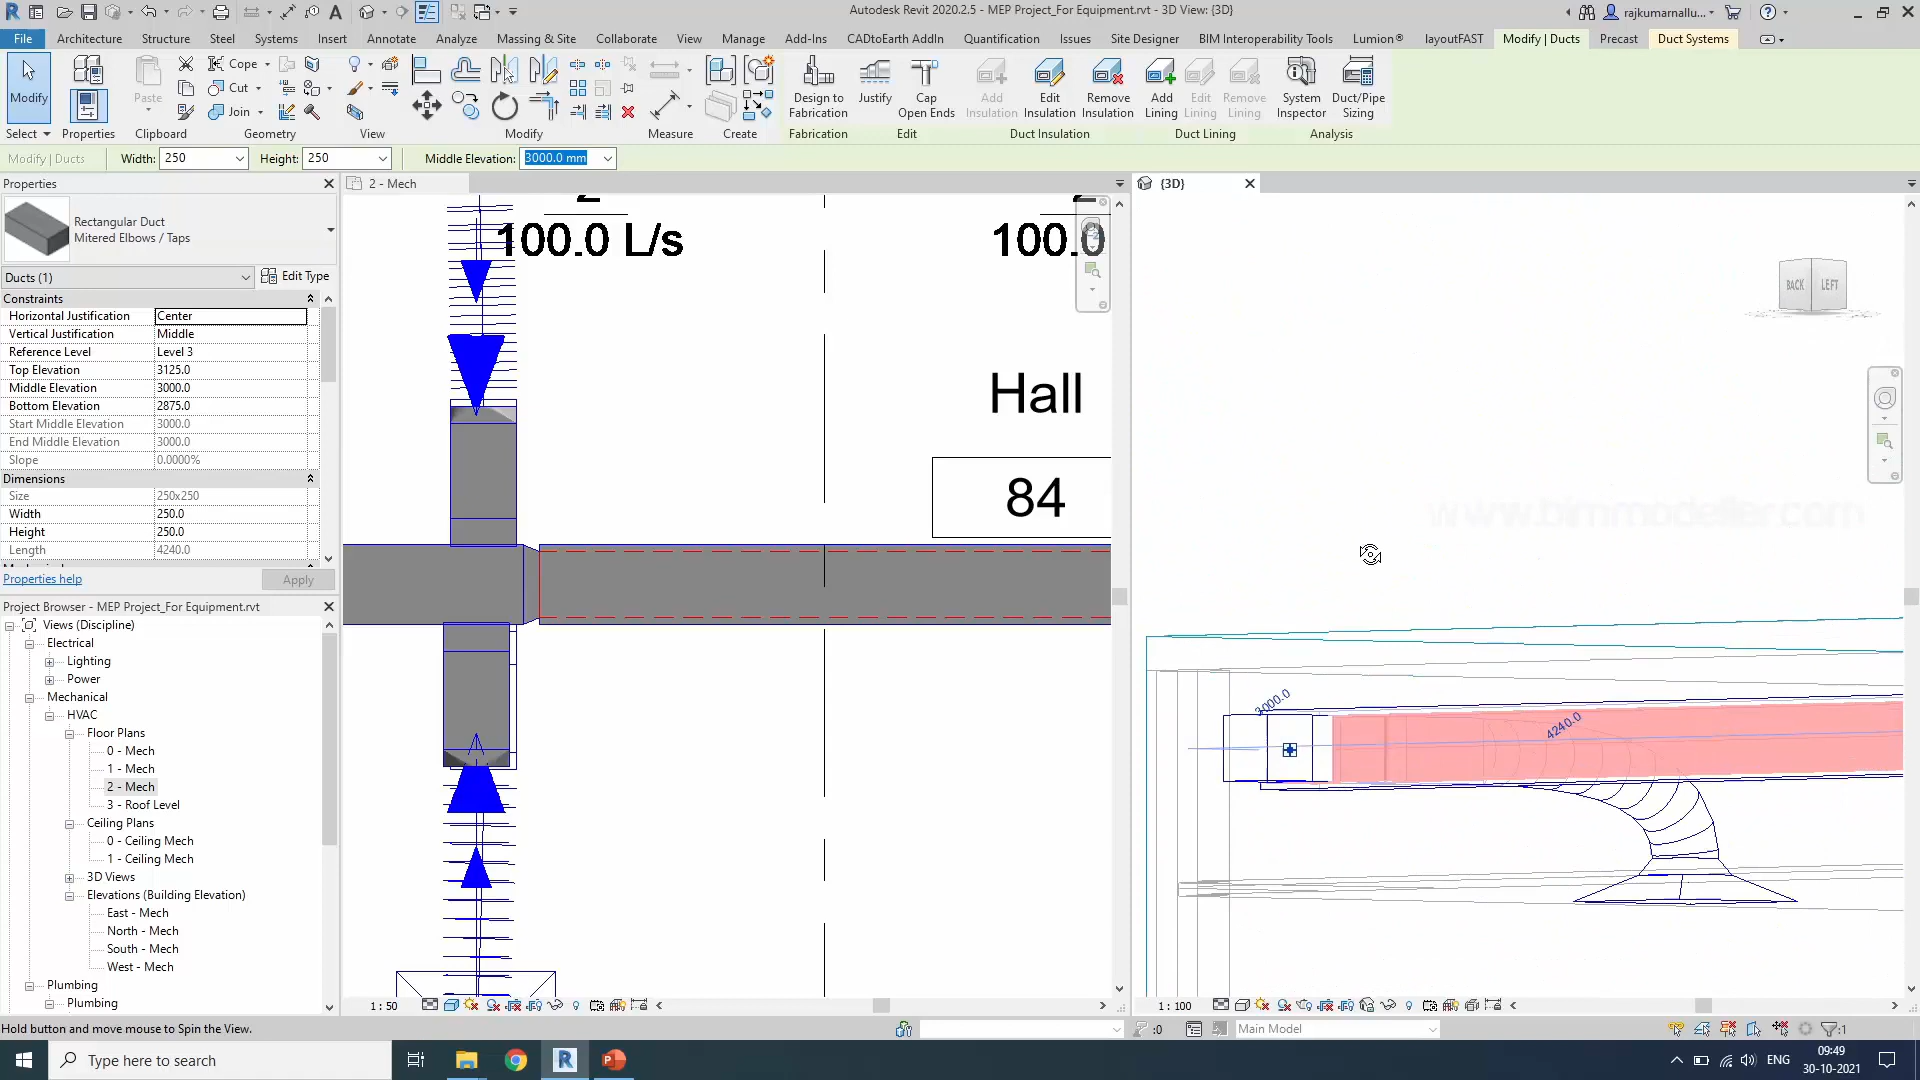 Autodesk Revit 2020.2.5 - MEP Project_For Equipment.rvt - 3D View: {3D}
rajkumarnallu...
File Architecture Structure Steel Systems Insert Annotate Analyze Massing & Site Collaborate View Manage Add-Ins CADtoEarth AddIn Quantification Issues Site Designer BIM Interoperability Tools Lumion® layoutFAST Modify | Ducts Precast Duct Systems
Modify Paste Cope Cut Join
Design to Fabrication Justify Cap Open Ends Add Insulation Edit Insulation Remove Insulation Add Lining Edit Lining Remove Lining System Inspector Duct/Pipe Sizing
Select Properties Clipboard Geometry View Modify Measure Create Fabrication Edit Duct Insulation Duct Lining Analysis
Modify | Ducts Width: 250 Height: 250 Middle Elevation: 3000.0 mm
Properties
Rectangular Duct
Mitered Elbows / Taps
Ducts (1) Edit Type
Constraints
Horizontal Justification Center
Vertical Justification Middle
Reference Level Level 3
Top Elevation 3125.0
Middle Elevation 3000.0
Bottom Elevation 2875.0
Start Middle Elevation 3000.0
End Middle Elevation 3000.0
Slope 0.0000%
Dimensions
Size 250x250
Width 250.0
Height 250.0
Length 4240.0
Properties help Apply
Project Browser - MEP Project_For Equipment.rvt
Views (Discipline)
Electrical
Lighting
Power
Mechanical
HVAC
Floor Plans
0 - Mech
1 - Mech
2 - Mech
3 - Roof Level
Ceiling Plans
0 - Ceiling Mech
1 - Ceiling Mech
3D Views
Elevations (Building Elevation)
East - Mech
North - Mech
South - Mech
West - Mech
Plumbing
Plumbing
2 - Mech
100.0 L/s
100.0
Hall
84
1 : 50
{3D}
BACK LEFT
www.bimmodeller.com
3000.0
4240.0
1 : 100
Hold button and move mouse to Spin the View.
:0 Main Model :1
Type here to search
ENG
09:49
30-10-2021